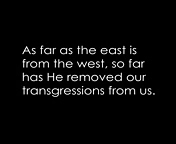 As far as the east is
from the west, so far
has He removed our
transgressions from us.